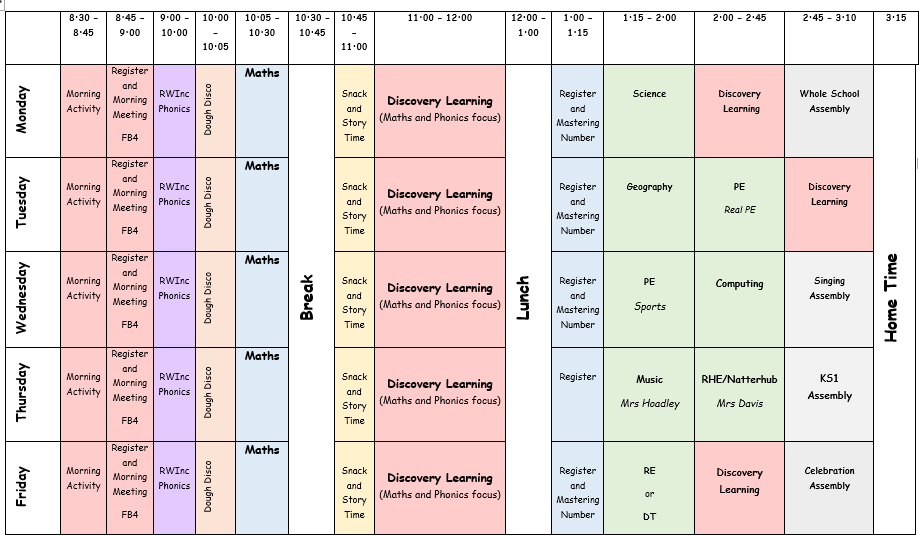 8:30 – 8:45
8:45 – 9:00
9:00 – 10:00
10:00 – 10:05
10:05 – 10:30
10:30 – 10:45
10:45 – 11:00
11:00 – 12:00
12:00 – 1:00
1:00 – 1:15
1:15 – 2:00
2:00 – 2:45
2:45 – 3:10
3:15
Monday
Morning Activity
Register and Morning Meeting
FB4
RWInc Phonics
Dough Disco
Maths
Snack and Story Time
Discovery Learning
(Maths and Phonics focus)
Register and Mastering Number
Science
Discovery Learning
Whole School Assembly
Tuesday
Morning Activity
Register and Morning Meeting
FB4
RWInc Phonics
Dough Disco
Maths
Snack and Story Time
Discovery Learning
(Maths and Phonics focus)
Register and Mastering Number
Geography
PE
Real PE
Discovery Learning
Wednesday
Morning Activity
Register and Morning Meeting
FB4
RWInc Phonics
Dough Disco
Maths
Break
Snack and Story Time
Discovery Learning
(Maths and Phonics focus)
Lunch
Register and Mastering Number
PE
Sports
Computing
Singing Assembly
Home Time
Thursday
Morning Activity
Register and Morning Meeting
FB4
RWInc Phonics
Dough Disco
Maths
Snack and Story Time
Discovery Learning
(Maths and Phonics focus)
Register
Music
Mrs Hoadley
RHE/Natterhub
Mrs Davis
KS1 Assembly
Friday
Morning Activity
Register and Morning Meeting
FB4
RWInc Phonics
Dough Disco
Maths
Snack and Story Time
Discovery Learning
(Maths and Phonics focus)
Register and Mastering Number
RE
or
DT
Discovery Learning
Celebration Assembly